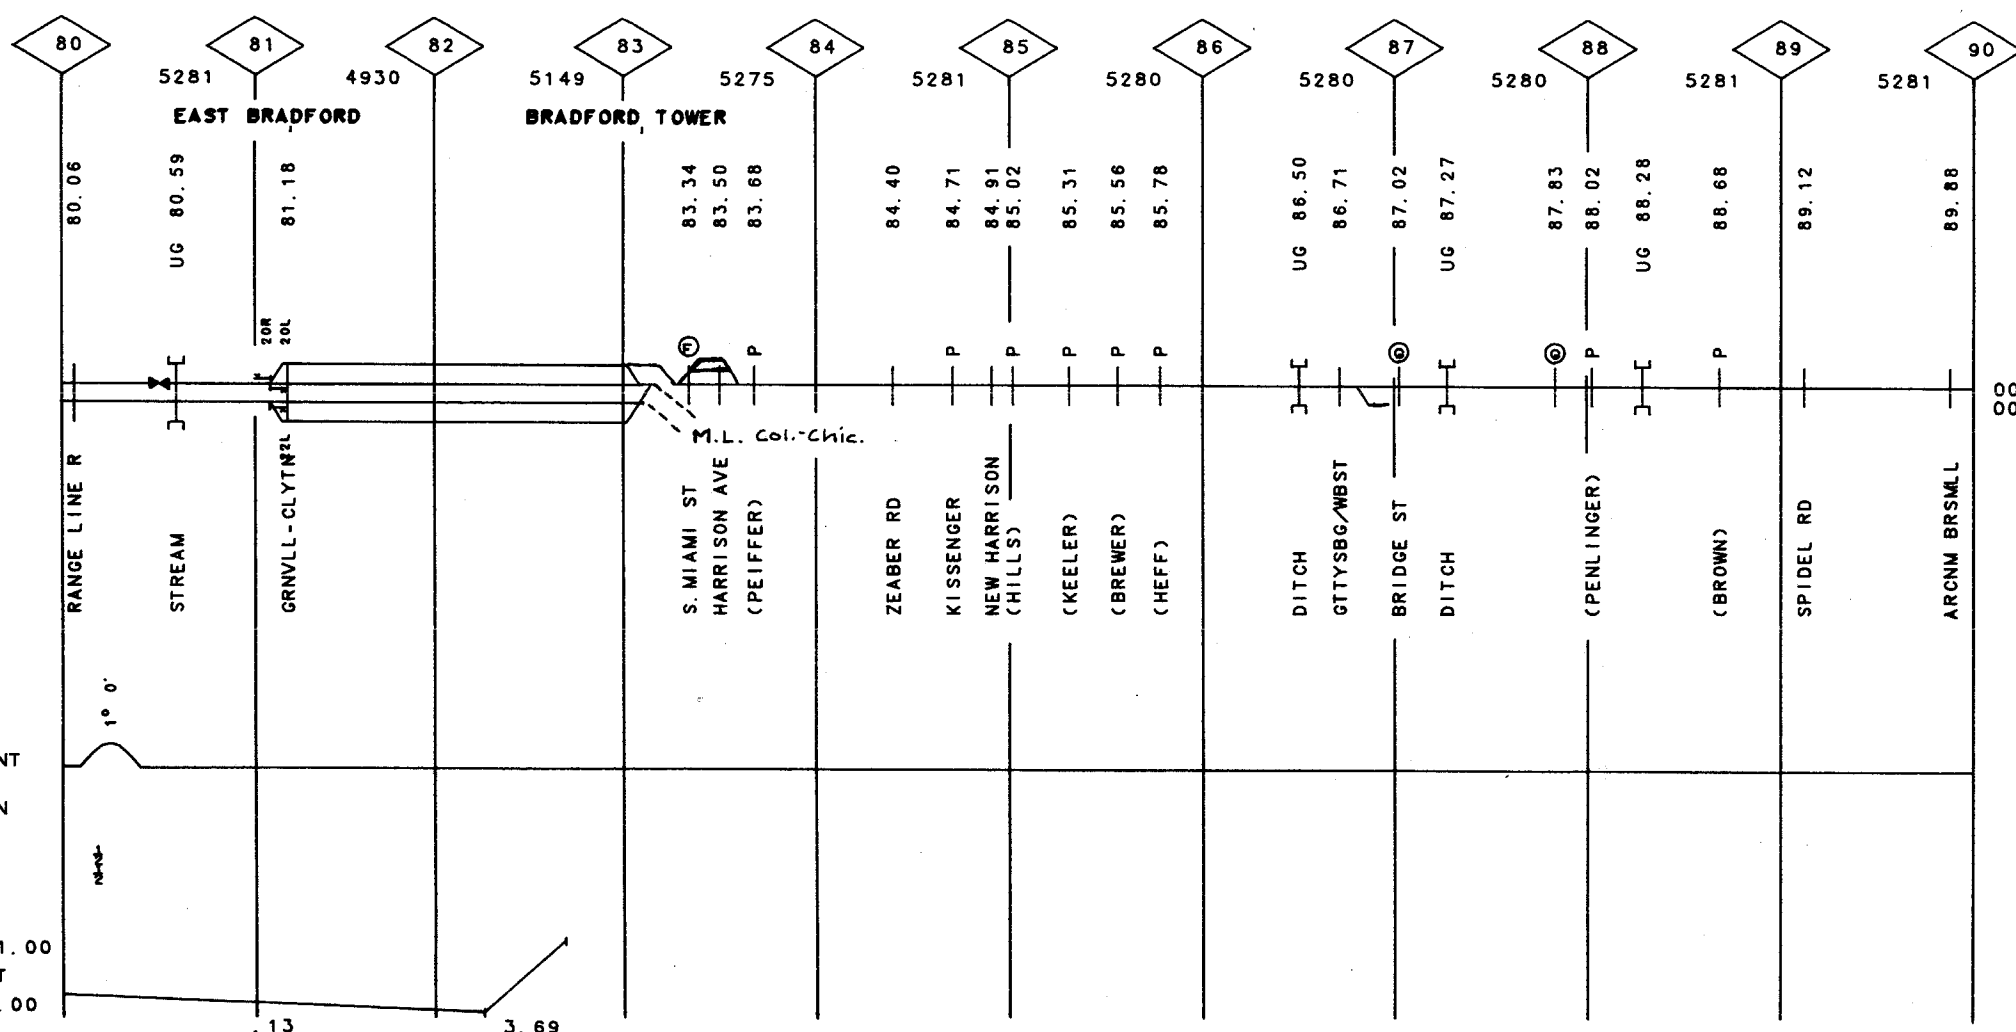 80 81 82 83 84 85 86 87 88 89 90
5281 4930 5149 5275 5281 5280 5280 5280 5281 5281
EAST BRADFORD BRADFORD TOWER
80.06
UG 80.59
81.18
83.34
83.50
83.68
84.40
84.71
84.91
85.02
85.31
85.56
85.78
UG 86.50
86.71
87.02
UG 87.27
87.83
88.02
UG 88.28
88.68
89.12
89.88
20R
20L
F
P
P
P
P
P
P
P
P
22L
M.L. Col.-Chic.
RANGE LINE R
STREAM
GRNVLL-CLYTN
S.MIAMI ST
HARRISON AVE
(PEIFFER)
ZEABER RD
KISSENGER
NEW HARRISON
(HILLS)
(KEELER)
(BREWER)
(HEFF)
DITCH
GTTYSBG/WBST
BRIDGE ST
DITCH
(PENLINGER)
(BROWN)
SPIDEL RD
ARCNM BRSMLL
1° 0'
NT
N
1.00
T
.00
.13 3.69